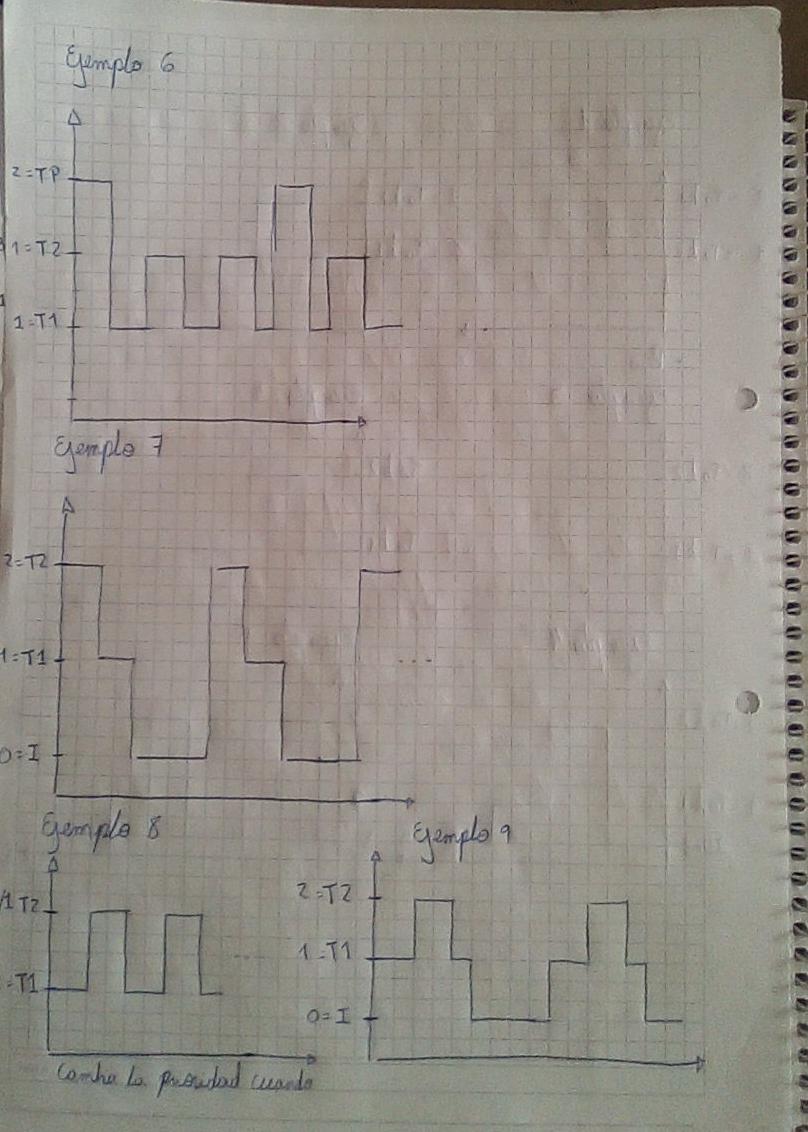 Ejemplo 6
2=TP
1=T2
1=T1
Ejemplo 7
2=T2
1=T1
...
0=I
Ejemplo 8
Ejemplo 9
/1 T2
=T1
2=T2
1=T1
0=I
la prioridad cuando